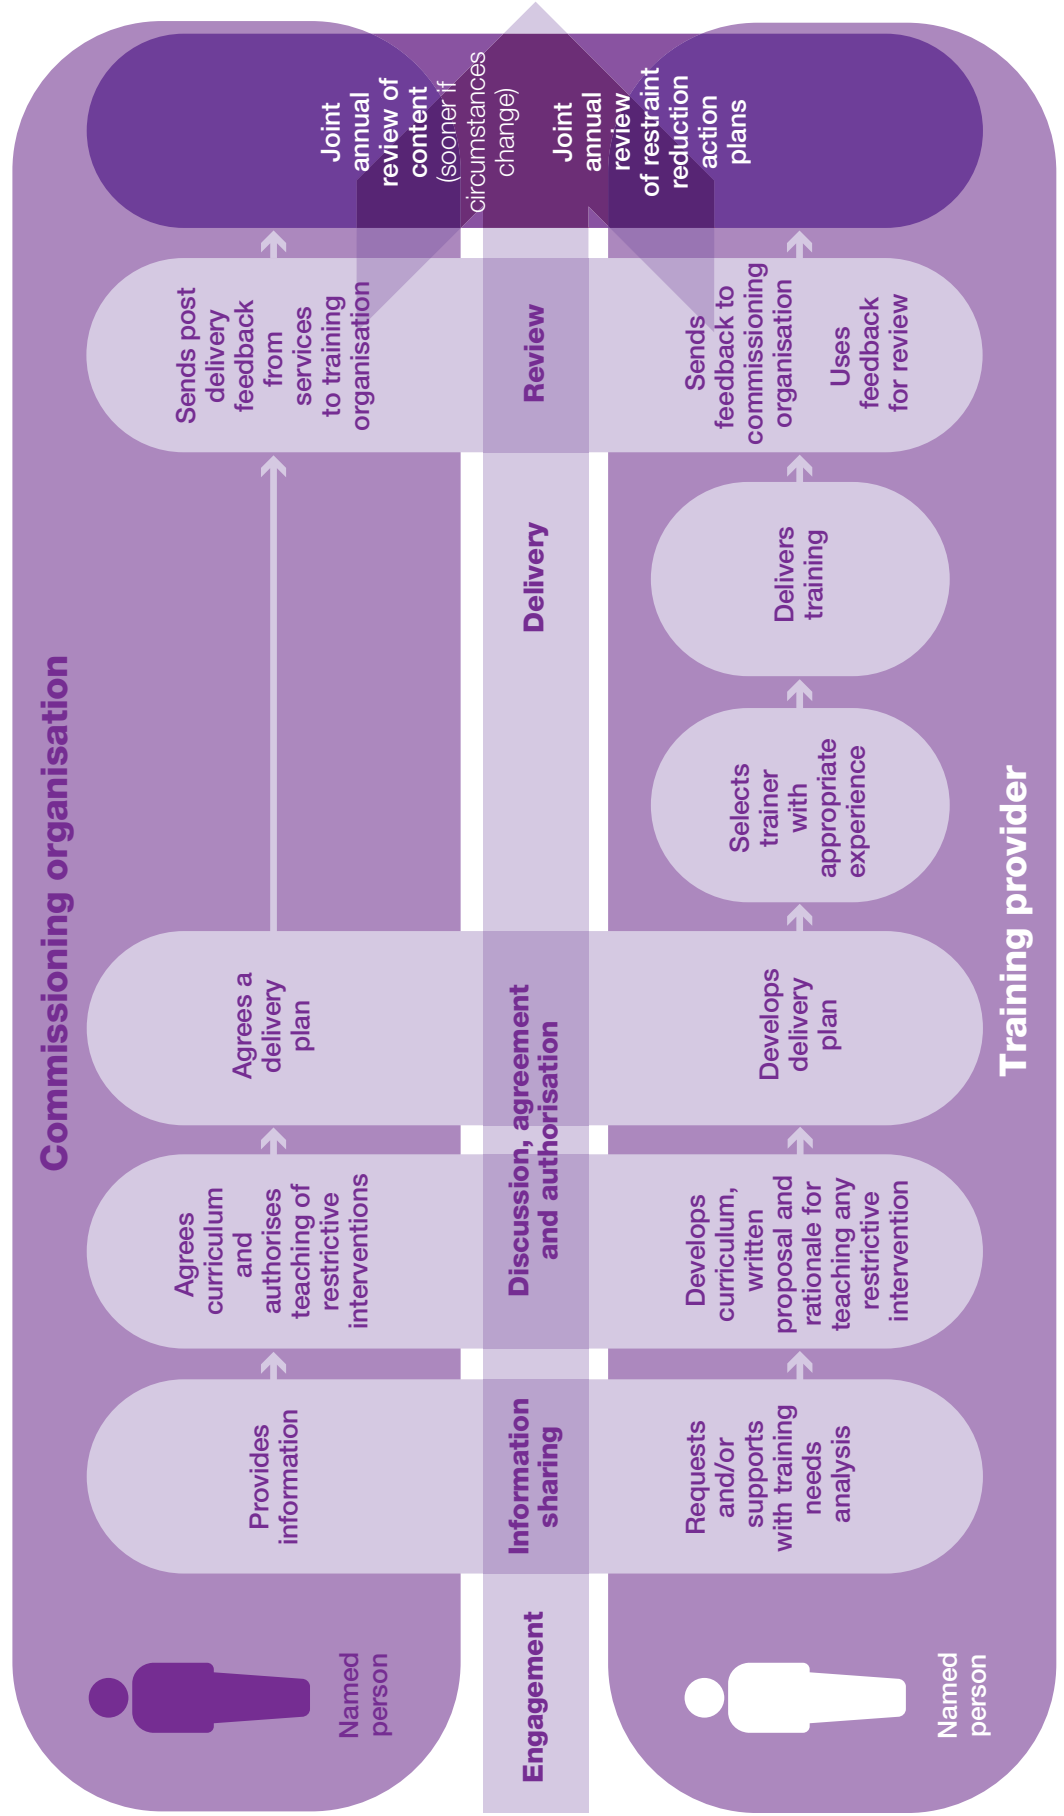 Commissioning organisation
Named
person
Provides
information
Agrees
curriculum
and
authorises
teaching of
restrictive
interventions
Agrees a
delivery
plan
Sends post
delivery
feedback
from
services
to training
organisation
Joint
annual
review of
content
(sooner if
circumstances
change)
Engagement
Information
sharing
Discussion, agreement
and authorisation
Delivery
Review
Joint
annual
review
of restraint
reduction
action
plans
Named
person
Requests
and/or
supports
with training
needs
analysis
Develops
curriculum,
written
proposal and
rationale for
teaching any
restrictive
intervention
Develops
delivery
plan
Selects
trainer
with
appropriate
experience
Delivers
training
Sends
feedback to
commissioning
organisation
Uses
feedback
for review
Training provider